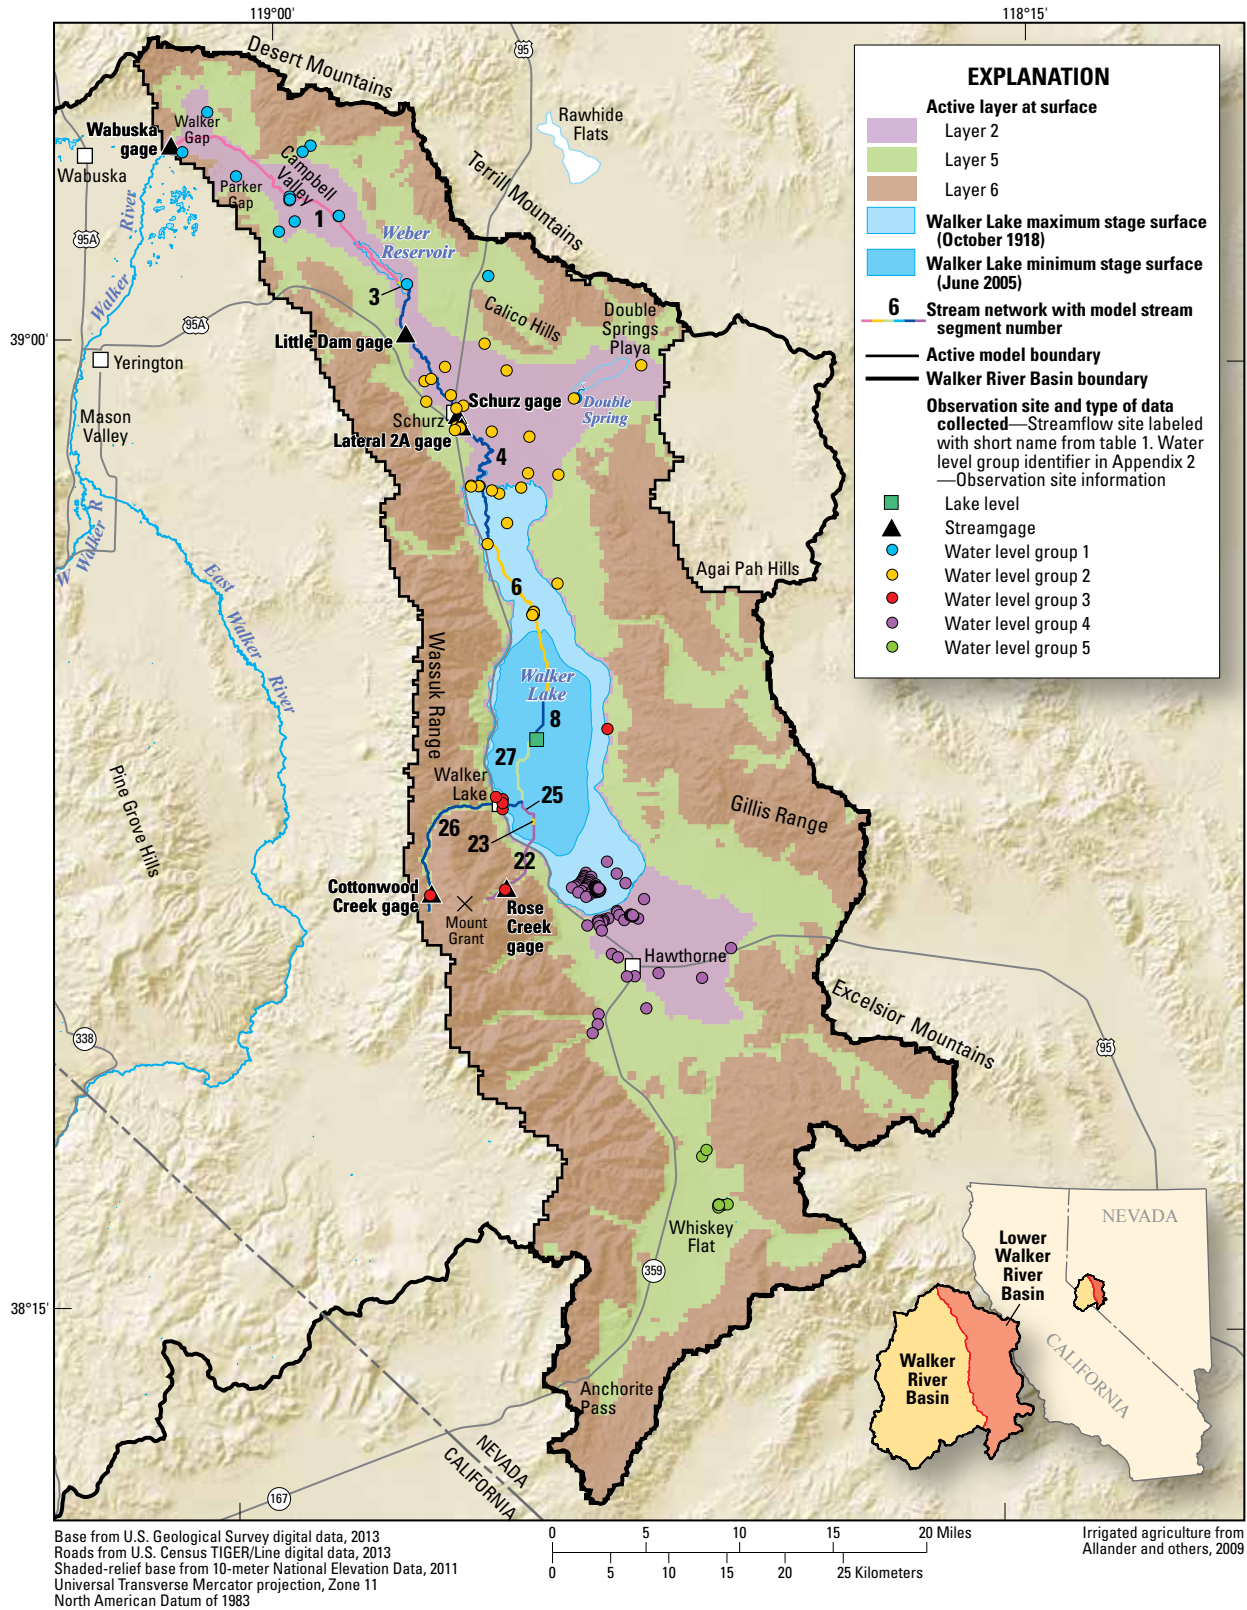 119°00'
118°15'
95
Desert Mountains
Rawhide
Flats
Walker
Gap
Wabuska
gage
Wabuska
Campbell
Valley
Terrill Mountains
Parker
Gap
1
River
95A
Weber
Reservoir
Walker
3
Calico Hills
Double
Springs
Playa
95A
39°00'
Little Dam gage
Yerington
Schurz gage
Double
Spring
Mason
Valley
Schurz
Lateral 2A gage
4
R
Walker
W
Agai Pah Hills
East
Walker
River
6
Wassuk Range
Walker
Lake
8
27
Pine Grove Hills
Walker
Lake
25
Gillis Range
26
23
22
Cottonwood
Creek gage
Mount
Grant
Rose
Creek
gage
Hawthorne
Excelsior Mountains
338
95
Whiskey
Flat
359
38°15'
Anchorite
Pass
NEVADA
CALIFORNIA
167
EXPLANATION
Active layer at surface
Layer 2
Layer 5
Layer 6
Walker Lake maximum stage surface
(October 1918)
Walker Lake minimum stage surface
(June 2005)
6
Stream network with model stream
segment number
Active model boundary
Walker River Basin boundary
Observation site and type of data
collected—Streamflow site labeled
with short name from table 1. Water
level group identifier in Appendix 2
—Observation site information
Lake level
Streamgage
Water level group 1
Water level group 2
Water level group 3
Water level group 4
Water level group 5
NEVADA
Lower
Walker
River
Basin
CALIFORNIA
Walker
River
Basin
Base from U.S. Geological Survey digital data, 2013
Roads from U.S. Census TIGER/Line digital data, 2013
Shaded-relief base from 10-meter National Elevation Data, 2011
Universal Transverse Mercator projection, Zone 11
North American Datum of 1983
0 5 10 15 20 Miles
0 5 10 15 20 25 Kilometers
Irrigated agriculture from
Allander and others, 2009